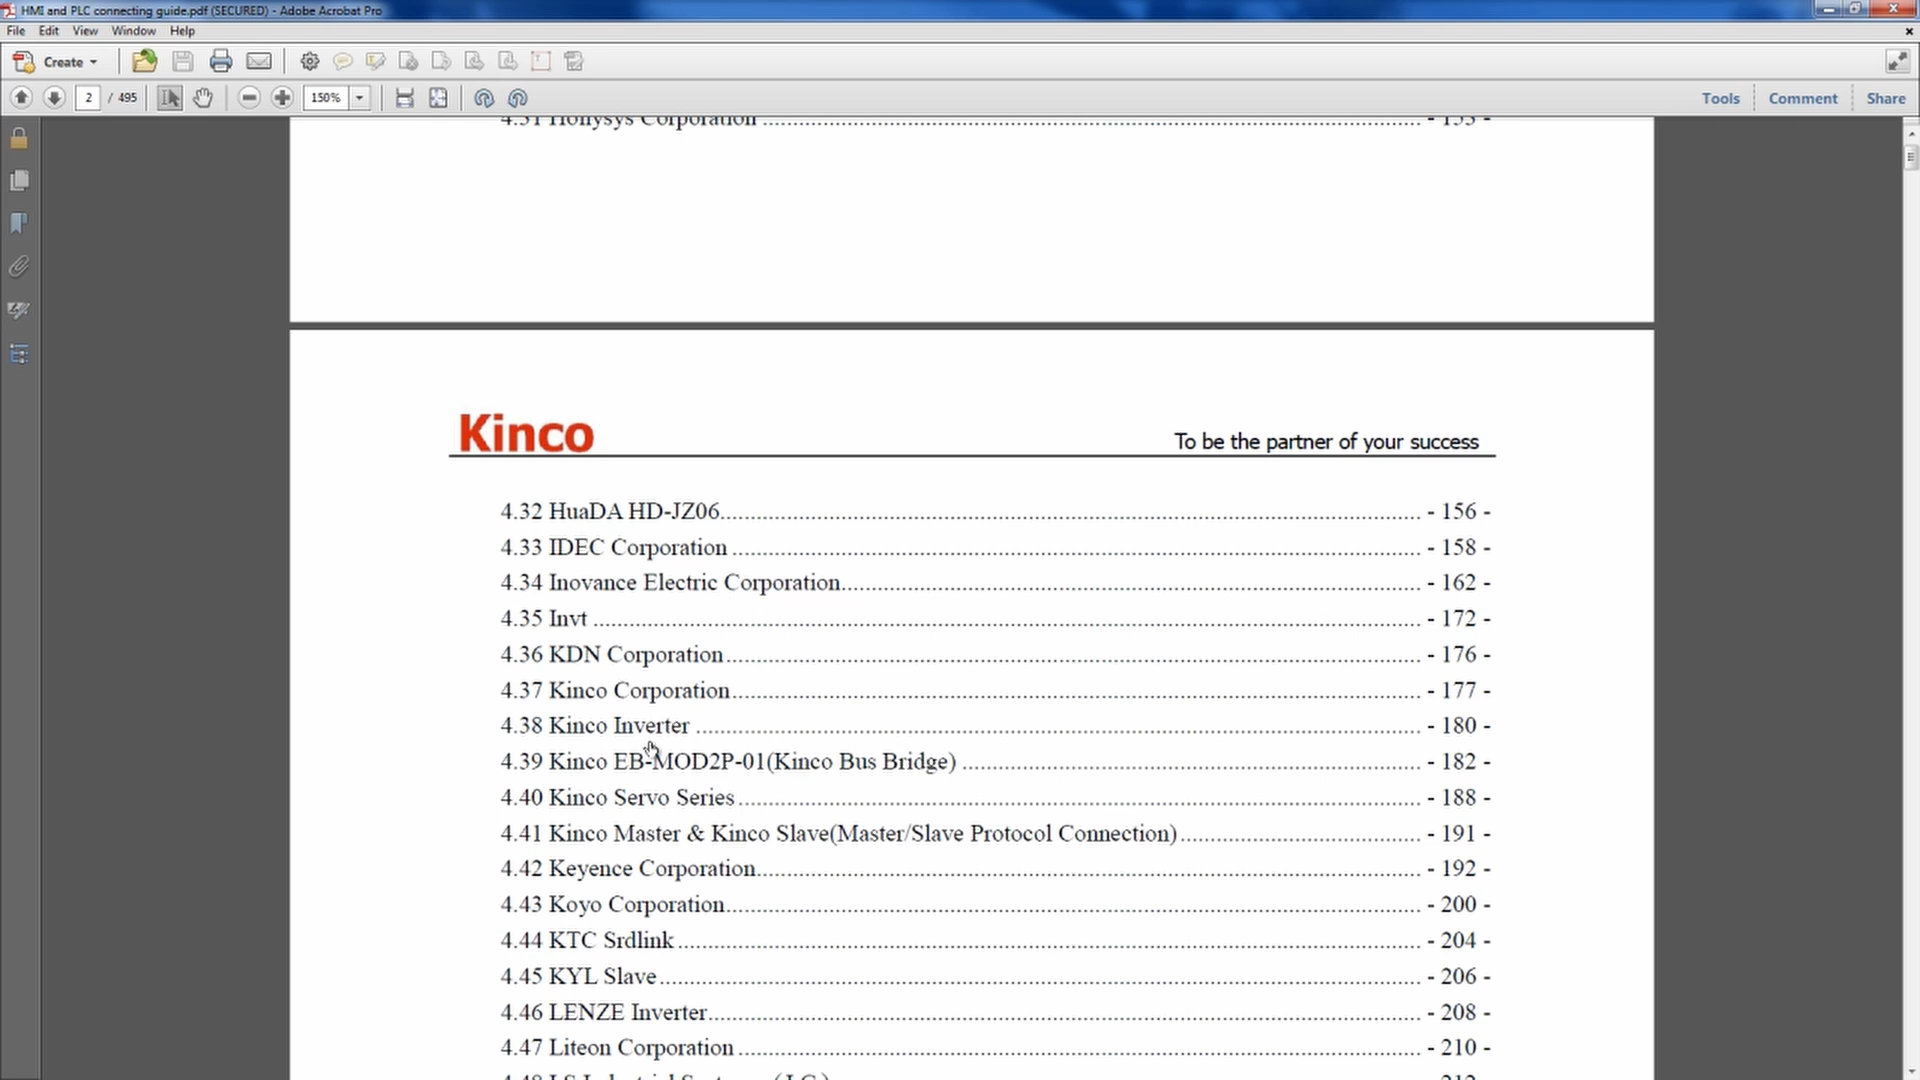 HMI and PLC connecting guide.pdf (SECURED) - Adobe Acrobat Pro
File Edit View Window Help
Create
2 / 495 150% Tools Comment Share
4.31 Hollysys Corporation ........ - 153 -
Kinco To be the partner of your success
4.32 HuaDA HD-JZ06........ - 156 -
4.33 IDEC Corporation ........ - 158 -
4.34 Inovance Electric Corporation........ - 162 -
4.35 Invt ........ - 172 -
4.36 KDN Corporation........ - 176 -
4.37 Kinco Corporation........ - 177 -
4.38 Kinco Inverter ........ - 180 -
4.39 Kinco EB-MOD2P-01(Kinco Bus Bridge) ........ - 182 -
4.40 Kinco Servo Series........ - 188 -
4.41 Kinco Master & Kinco Slave(Master/Slave Protocol Connection)........ - 191 -
4.42 Keyence Corporation........ - 192 -
4.43 Koyo Corporation........ - 200 -
4.44 KTC Srdlink........ - 204 -
4.45 KYL Slave........ - 206 -
4.46 LENZE Inverter........ - 208 -
4.47 Liteon Corporation ........ - 210 -